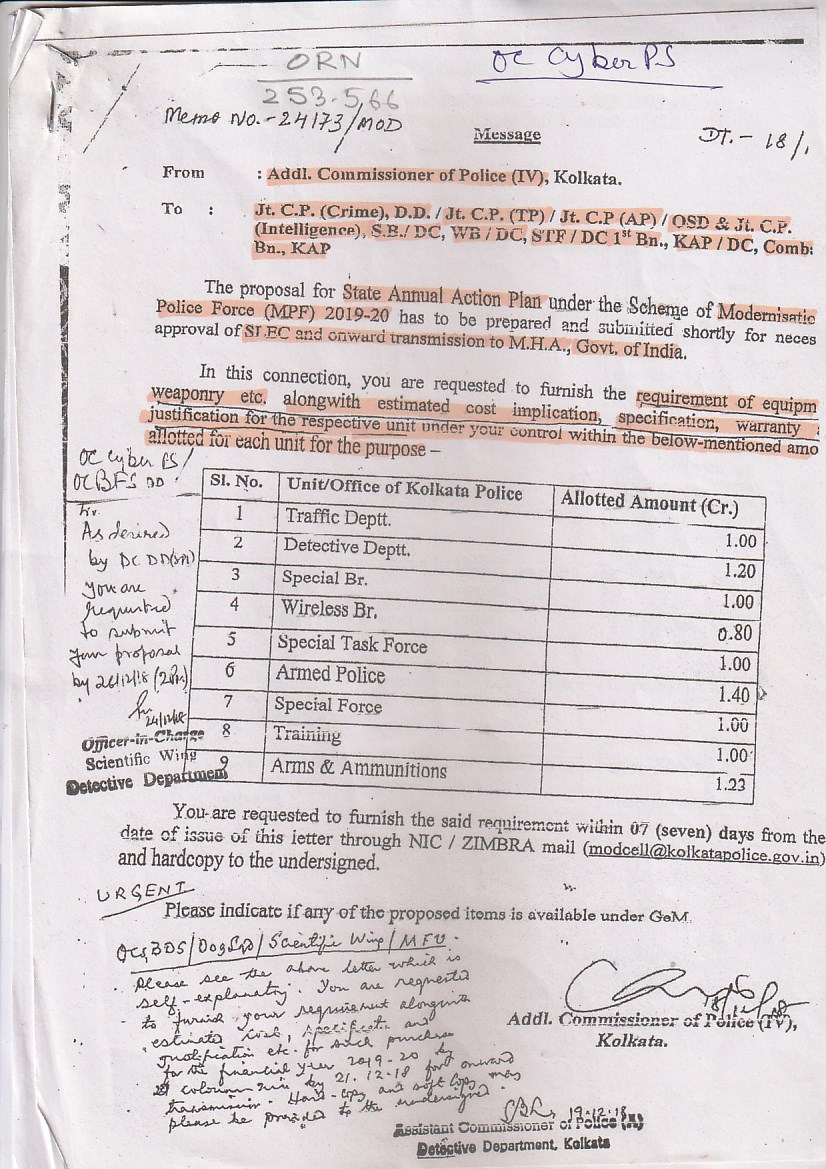 ORN
253-566
OC Cyber PS
Memo No.-24173/MOD
Message
DT.- 18/
From : Addl. Commissioner of Police (IV), Kolkata.
To : Jt. C.P. (Crime), D.D. / Jt. C.P. (TP) / Jt. C.P (AP) / OSD & Jt. C.P.
(Intelligence), S.B./ DC, WB / DC, STF / DC 1st Bn., KAP / DC, Comb:
Bn., KAP
The proposal for State Annual Action Plan under the Scheme of Modernisatic
Police Force (MPF) 2019-20 has to be prepared and submitted shortly for neces
approval of SLEC and onward transmission to M.H.A., Govt. of India.
In this connection, you are requested to furnish the requirement of equipm
weaponry etc. alongwith estimated cost implication, specification, warranty
justification for the respective unit under your control within the below-mentioned amo
allotted for each unit for the purpose –
OC Cyber PS/
OC BFS DD
As desired
by DC DD(Spl)
you are
requested
to submit
your proposal
by 26/12/18
24/12/18
Officer-in-Charge
Scientific Wing
Detective Department
Sl. No. Unit/Office of Kolkata Police Allotted Amount (Cr.)
1 Traffic Deptt. 1.00
2 Detective Deptt. 1.20
3 Special Br. 1.00
4 Wireless Br. 0.80
5 Special Task Force 1.00
6 Armed Police 1.40
7 Special Force 1.00
8 Training 1.00
9 Arms & Ammunitions 1.23
You are requested to furnish the said requirement within 07 (seven) days from the
date of issue of this letter through NIC / ZIMBRA mail (modcell@kolkatapolice.gov.in)
and hardcopy to the undersigned.
URGENT
Please indicate if any of the proposed items is available under GeM.
OCs BDS/Dog Sqd/Scientific Wing/MFU.
Please see the above letter which is
self-explanatory. You are requested
to furnish your requirement alongwith
estimated cost, specificatn and
qualification etc. for such purchase
for the financial year 2019-20 by
by 21.12.18 for onward
transmission. Hard copy and soft copy may
please be provided to the undersigned.
Addl. Commissioner of Police (IV),
Kolkata.
19.12.18
Assistant Commissioner of Police
Detective Department, Kolkata